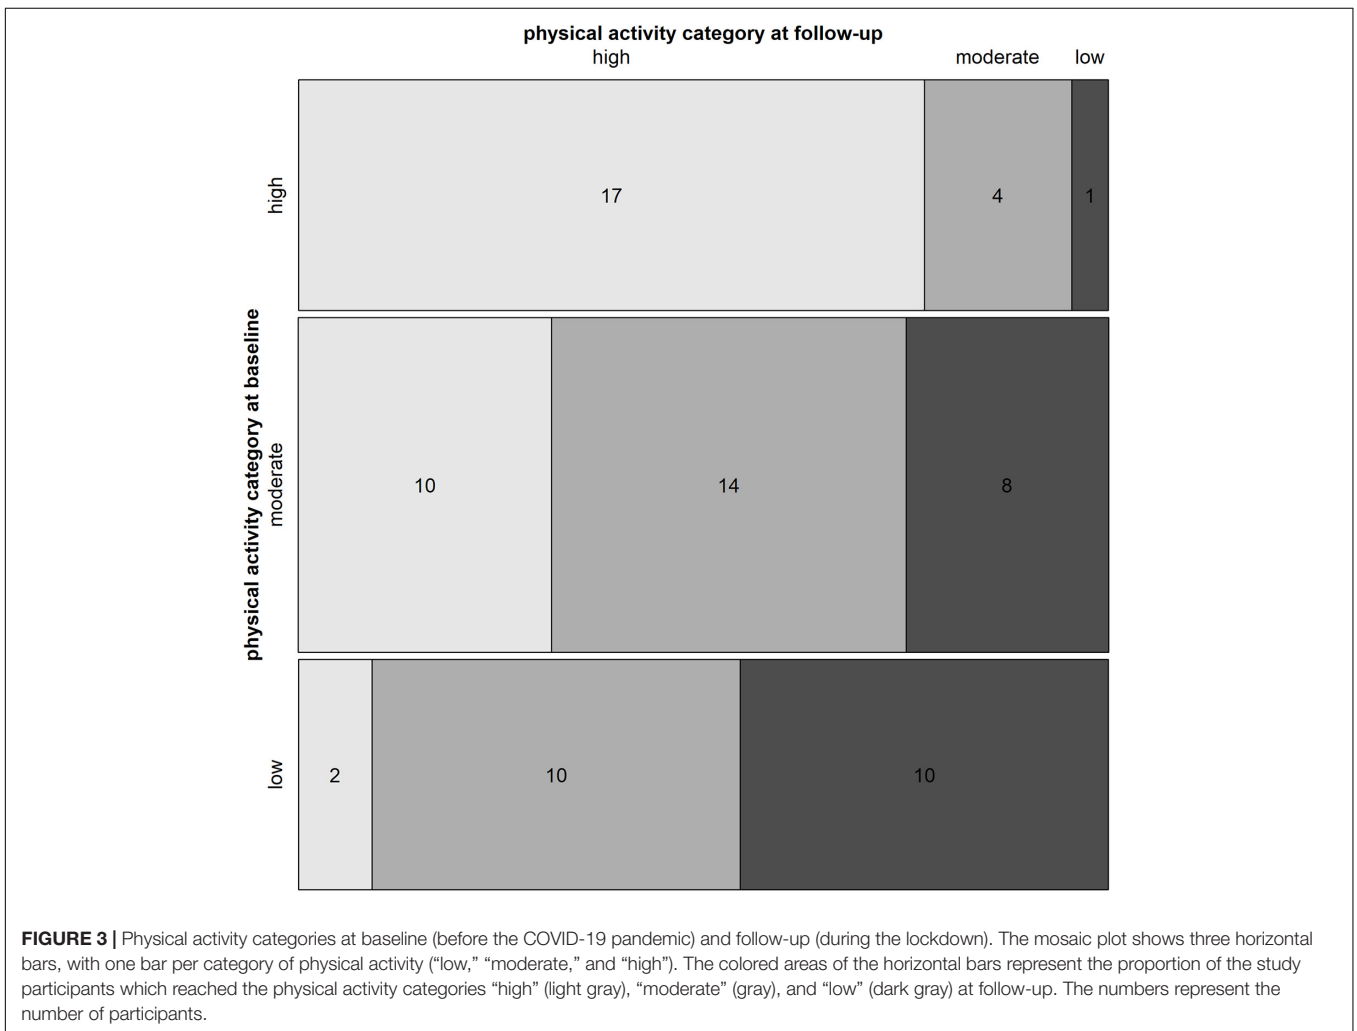 physical activity category at follow-up
high moderate low
high
17 4 1
physical activity category at baseline
moderate
10 14 8
low
2 10 10
FIGURE 3 | Physical activity categories at baseline (before the COVID-19 pandemic) and follow-up (during the lockdown). The mosaic plot shows three horizontal
bars, with one bar per category of physical activity (“low,” “moderate,” and “high”). The colored areas of the horizontal bars represent the proportion of the study
participants which reached the physical activity categories “high” (light gray), “moderate” (gray), and “low” (dark gray) at follow-up. The numbers represent the
number of participants.